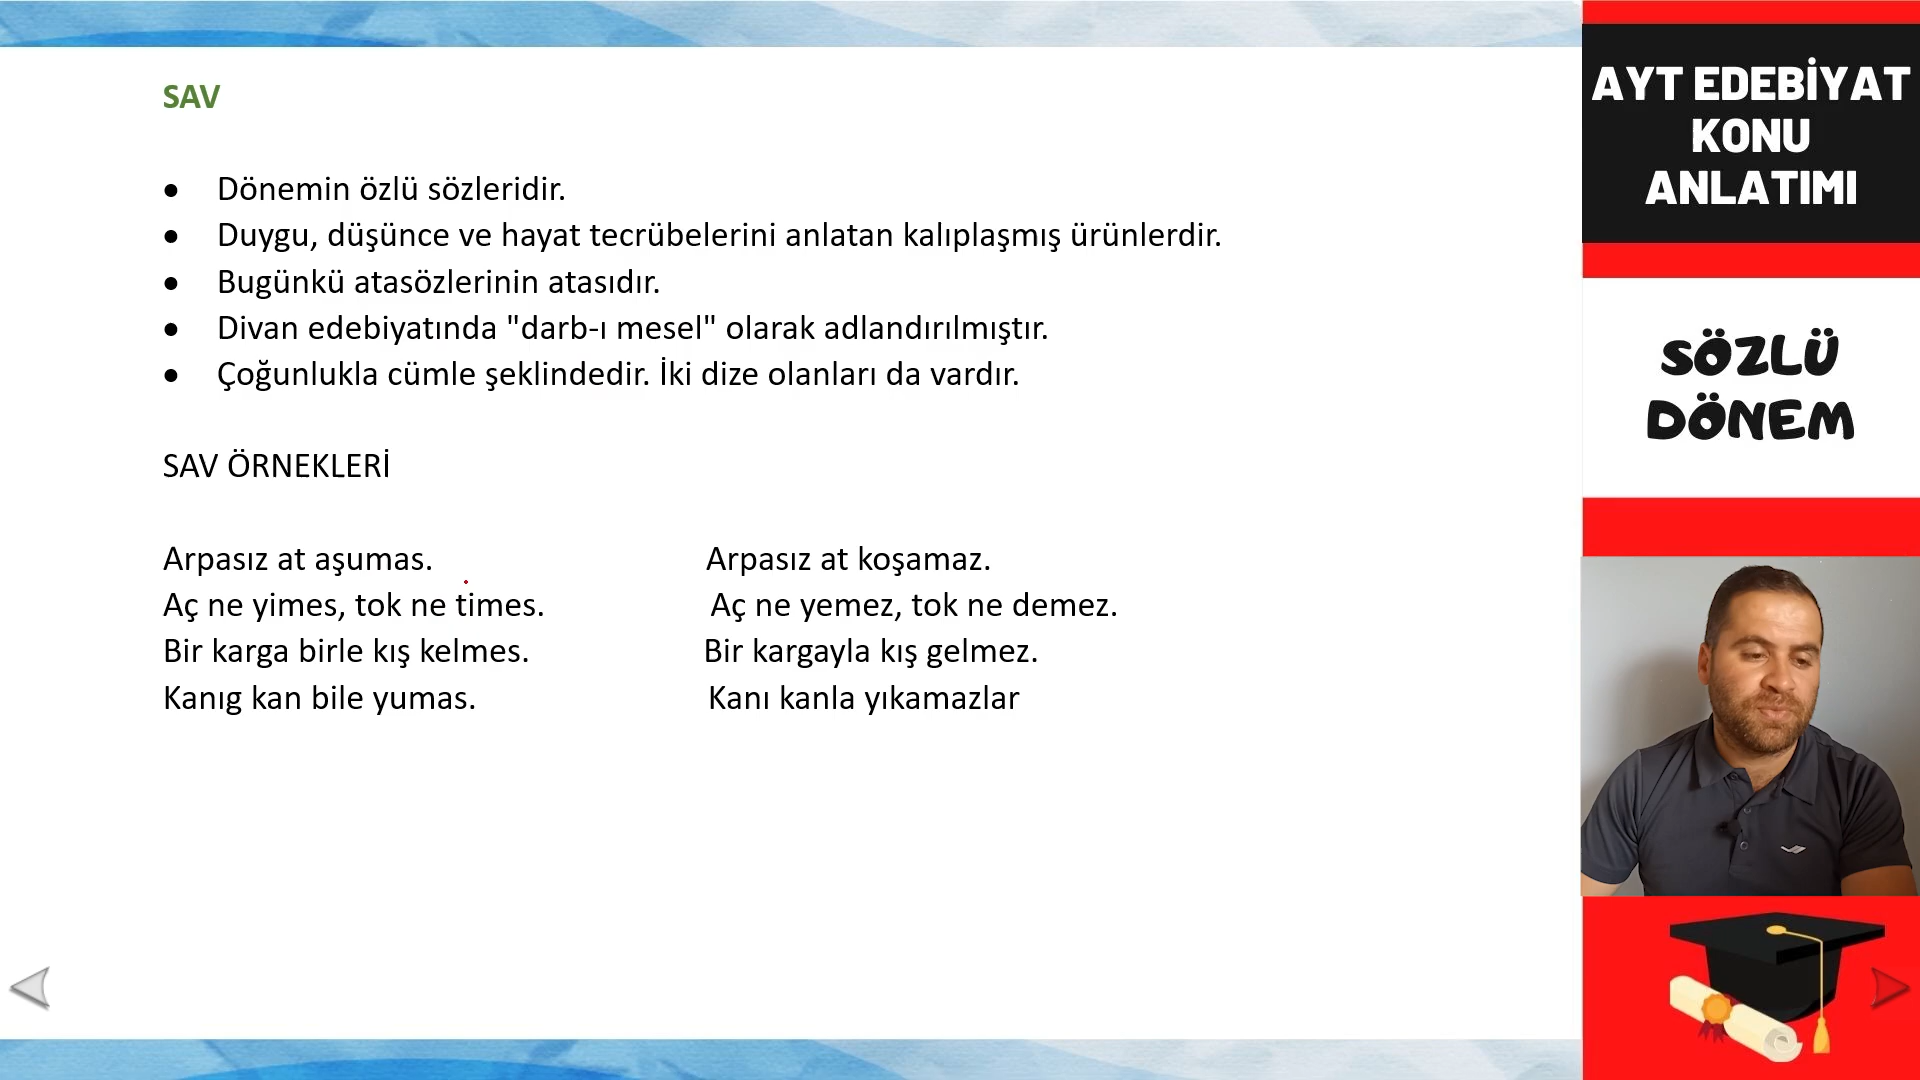 SAV
• Dönemin özlü sözleridir.
• Duygu, düşünce ve hayat tecrübelerini anlatan kalıplaşmış ürünlerdir.
• Bugünkü atasözlerinin atasıdır.
• Divan edebiyatında "darb-ı mesel" olarak adlandırılmıştır.
• Çoğunlukla cümle şeklindedir. İki dize olanları da vardır.
SAV ÖRNEKLERİ
Arpasız at aşumas. Arpasız at koşamaz.
Aç ne yimes, tok ne times. Aç ne yemez, tok ne demez.
Bir karga birle kış kelmes. Bir kargayla kış gelmez.
Kanıg kan bile yumas. Kanı kanla yıkamazlar
AYT EDEBİYAT
KONU
ANLATIMI
SÖZLÜ
DÖNEM